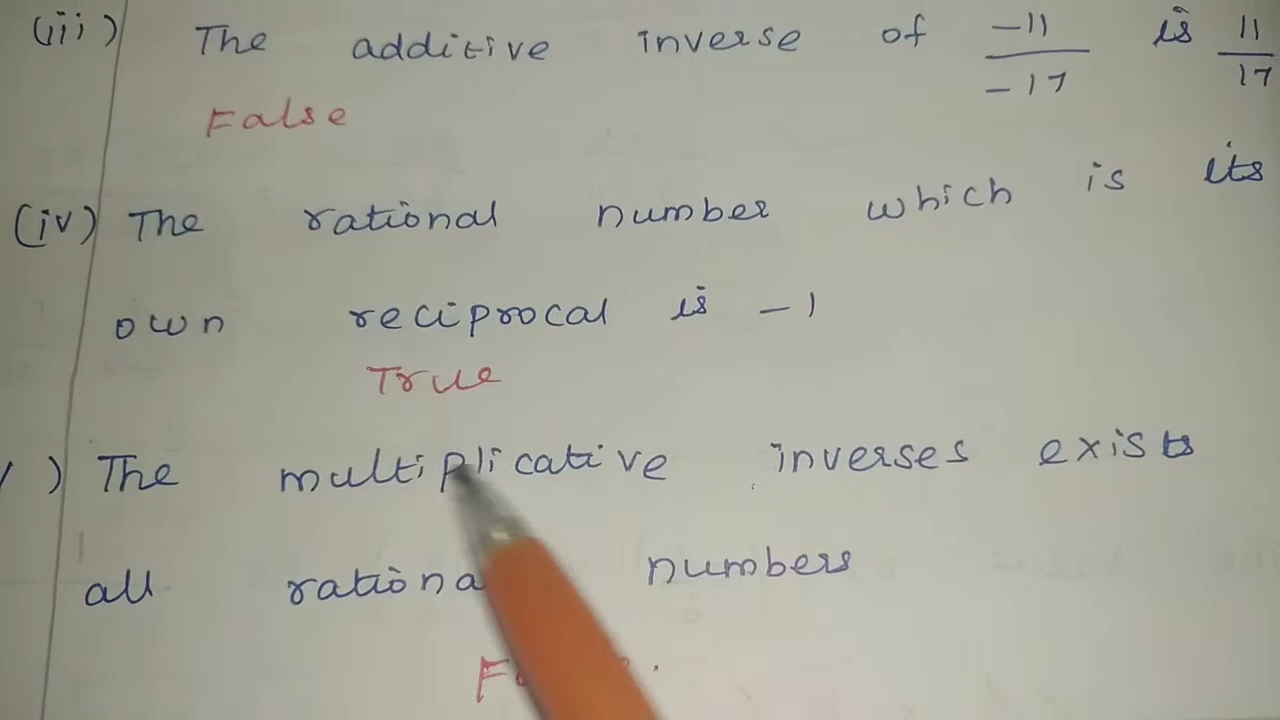 (iii) The additive inverse of -11/-17 is 11/17
False
(iv) The rational number which is its
own reciprocal is -1
True
) The multiplicative inverses exists
all numbers